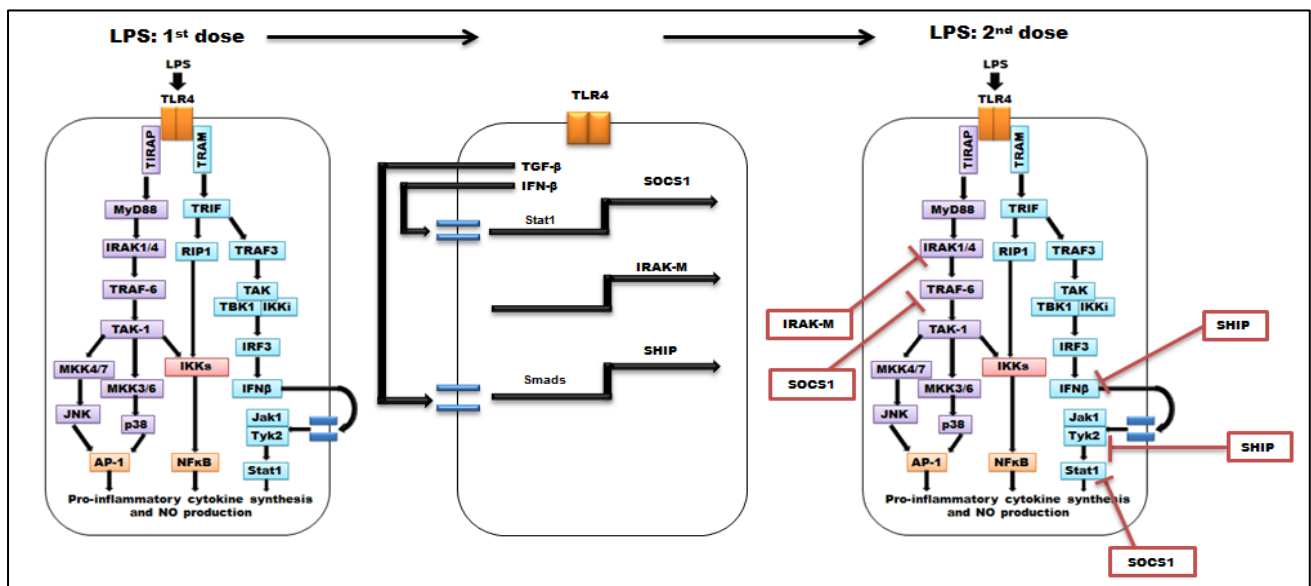 LPS: 1st dose
LPS: 2nd dose
LPS
TLR4
TIRAP
TRAM
MyD88
TRIF
IRAK1/4
RIP1
TRAF3
TRAF-6
TAK
TBK1
IKKi
TAK-1
IRF3
MKK4/7
IKKs
MKK3/6
IFNβ
JNK
p38
Jak1
Tyk2
AP-1
NFκB
Stat1
Pro-inflammatory cytokine synthesis
and NO production
TLR4
TGF-β
IFN-β
SOCS1
Stat1
IRAK-M
SHIP
Smads
LPS
TLR4
TIRAP
TRAM
MyD88
TRIF
IRAK1/4
RIP1
TRAF3
TRAF-6
TAK
TBK1
IKKi
IRAK-M
TAK-1
IRF3
SHIP
MKK4/7
IKKs
SOCS1
MKK3/6
IFNβ
JNK
p38
Jak1
Tyk2
SHIP
AP-1
NFκB
Stat1
Pro-inflammatory cytokine synthesis
and NO production
SOCS1